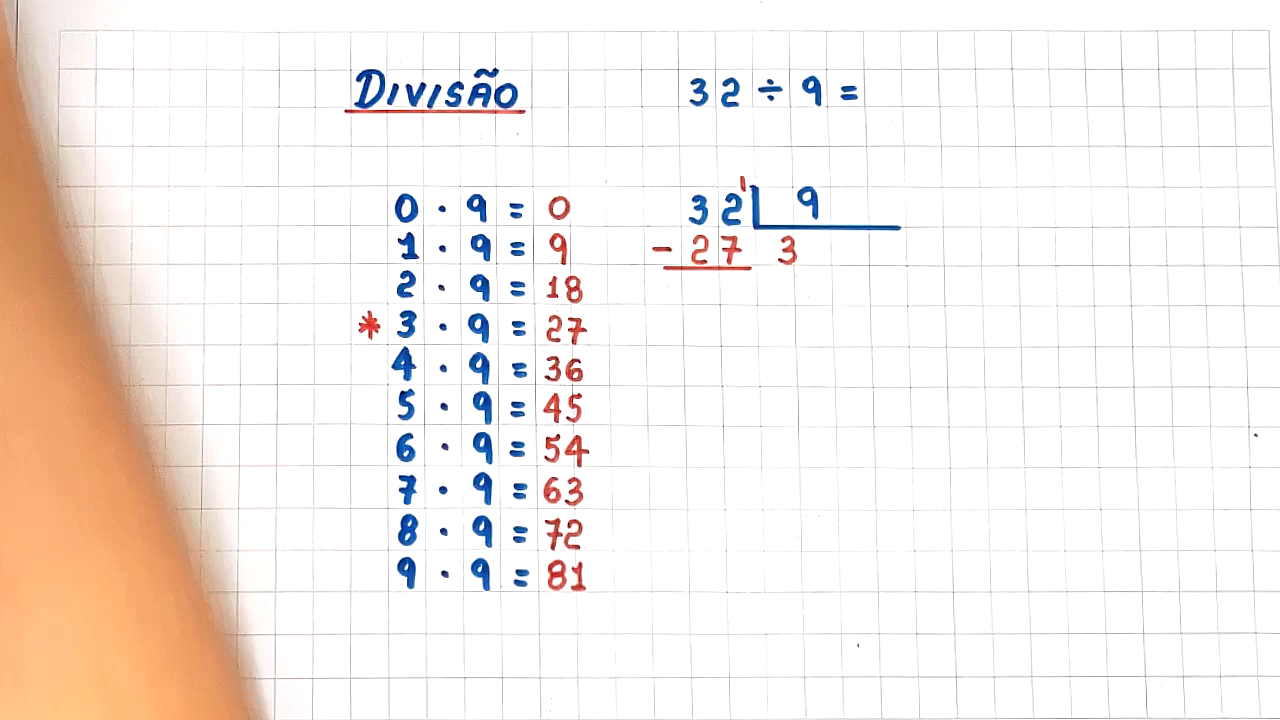 DIVISÃO
32 ÷ 9 =
0 · 9 = 0
1 · 9 = 9
2 · 9 = 18
* 3 · 9 = 27
4 · 9 = 36
5 · 9 = 45
6 · 9 = 54
7 · 9 = 63
8 · 9 = 72
9 · 9 = 81
32' 9
- 27 3